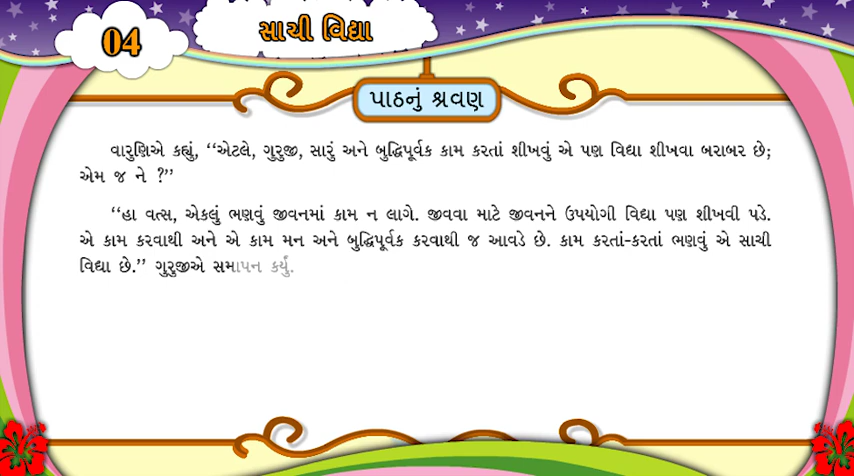 04
સાચી વિદ્યા
પાઠનું શ્રવણ
વારુણિએ કહ્યું, ‘‘એટલે, ગુરુજી, સારું અને બુદ્ધિપૂર્વક કામ કરતાં શીખવું એ પણ વિદ્યા શીખવા બરાબર છે;
એમ જ ને ?’’
‘‘હા વત્સ, એકલું ભણવું જીવનમાં કામ ન લાગે. જીવવા માટે જીવનને ઉપયોગી વિદ્યા પણ શીખવી પડે.
એ કામ કરવાથી અને એ કામ મન અને બુદ્ધિપૂર્વક કરવાથી જ આવડે છે. કામ કરતાં-કરતાં ભણવું એ સાચી
વિદ્યા છે.’’ ગુરુજીએ સમાપન કર્યું.